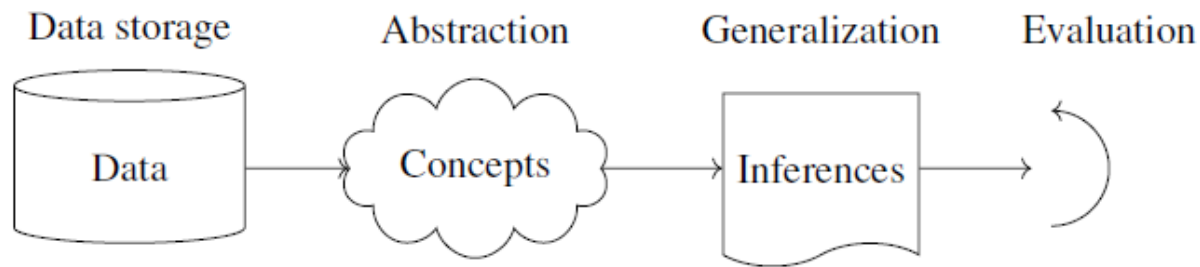 Data storage
Abstraction
Generalization
Evaluation
Data
Concepts
Inferences